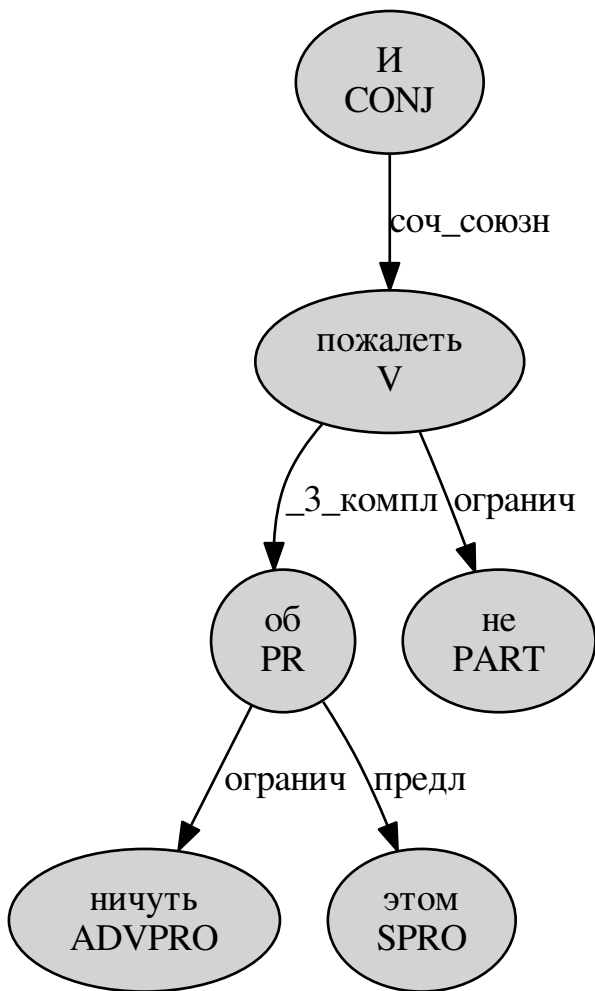 И
CONJ
соч_союзн
пожалеть
V
_3_компл огранич
об
PR
не
PART
огранич предл
ничуть
ADVPRO
этом
SPRO